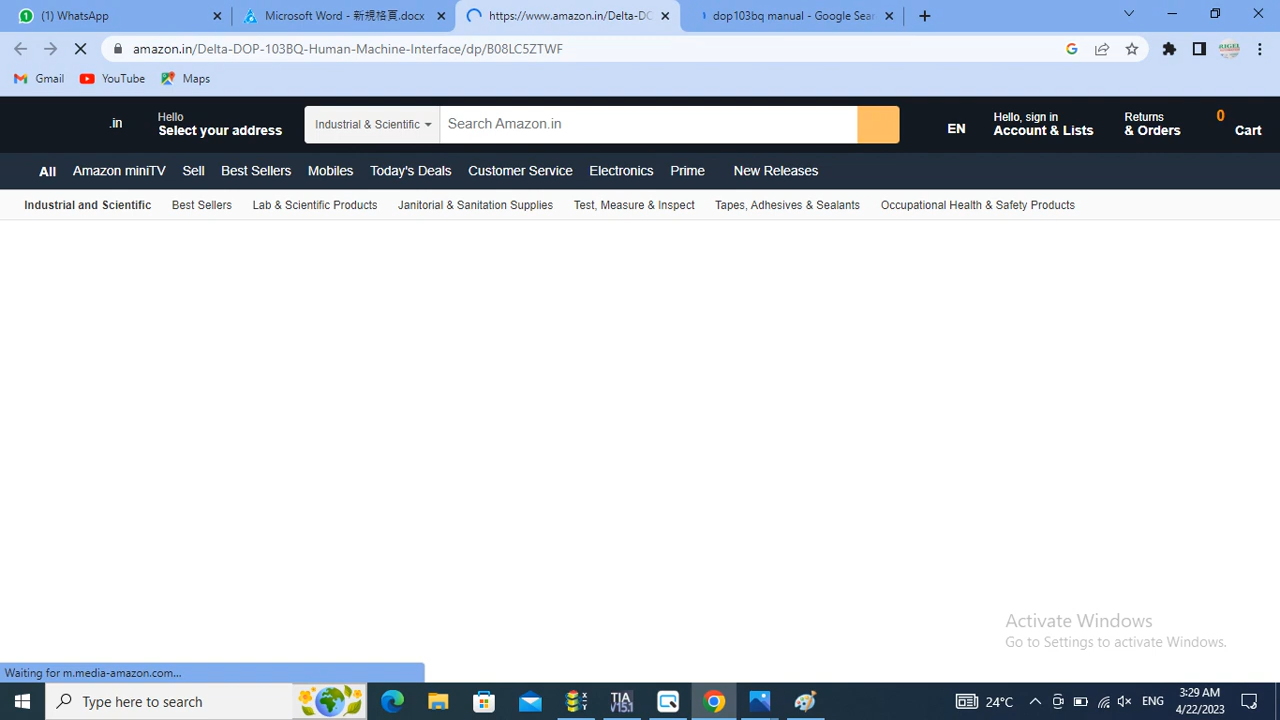 (1) WhatsApp
Microsoft Word - 新規格頁.docx
https://www.amazon.in/Delta-DO
dop103bq manual - Google Sear
amazon.in/Delta-DOP-103BQ-Human-Machine-Interface/dp/B08LC5ZTWF
Gmail
YouTube
Maps
.in
Hello
Select your address
Industrial & Scientific
Search Amazon.in
EN
Hello, sign in
Account & Lists
Returns
& Orders
0
Cart
All
Amazon miniTV
Sell
Best Sellers
Mobiles
Today's Deals
Customer Service
Electronics
Prime
New Releases
Industrial and Scientific
Best Sellers
Lab & Scientific Products
Janitorial & Sanitation Supplies
Test, Measure & Inspect
Tapes, Adhesives & Saints
Occupational Health & Safety Products
Activate Windows
Go to Settings to activate Windows.
Waiting for m.media-amazon.com...
Type here to search
24°C
ENG
3:29 AM
4/22/2023